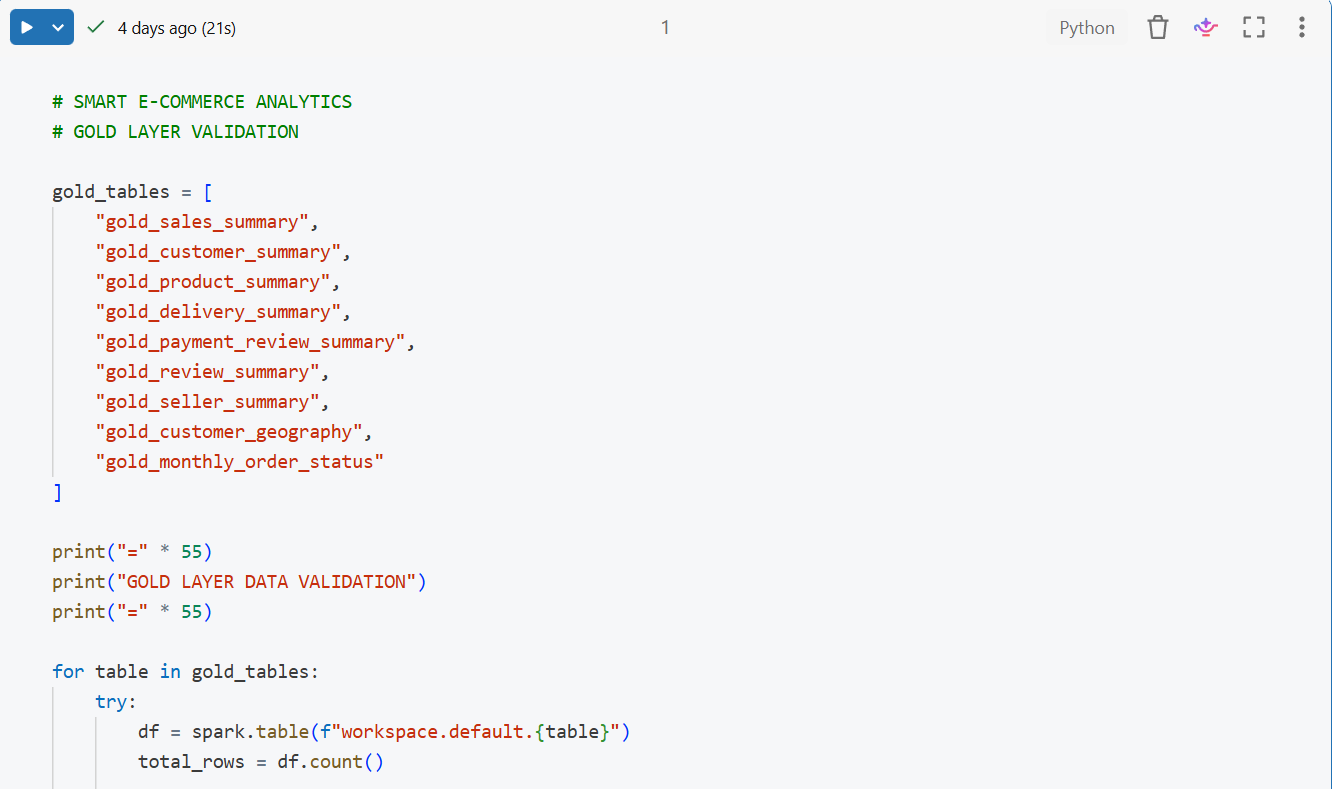 4 days ago (21s)
1
Python
# SMART E-COMMERCE ANALYTICS
# GOLD LAYER VALIDATION
gold_tables = [
"gold_sales_summary",
"gold_customer_summary",
"gold_product_summary",
"gold_delivery_summary",
"gold_payment_review_summary",
"gold_review_summary",
"gold_seller_summary",
"gold_customer_geography",
"gold_monthly_order_status"
]
print("=" * 55)
print("GOLD LAYER DATA VALIDATION")
print("=" * 55)
for table in gold_tables:
try:
df = spark.table(f"workspace.default.{table}")
total_rows = df.count()